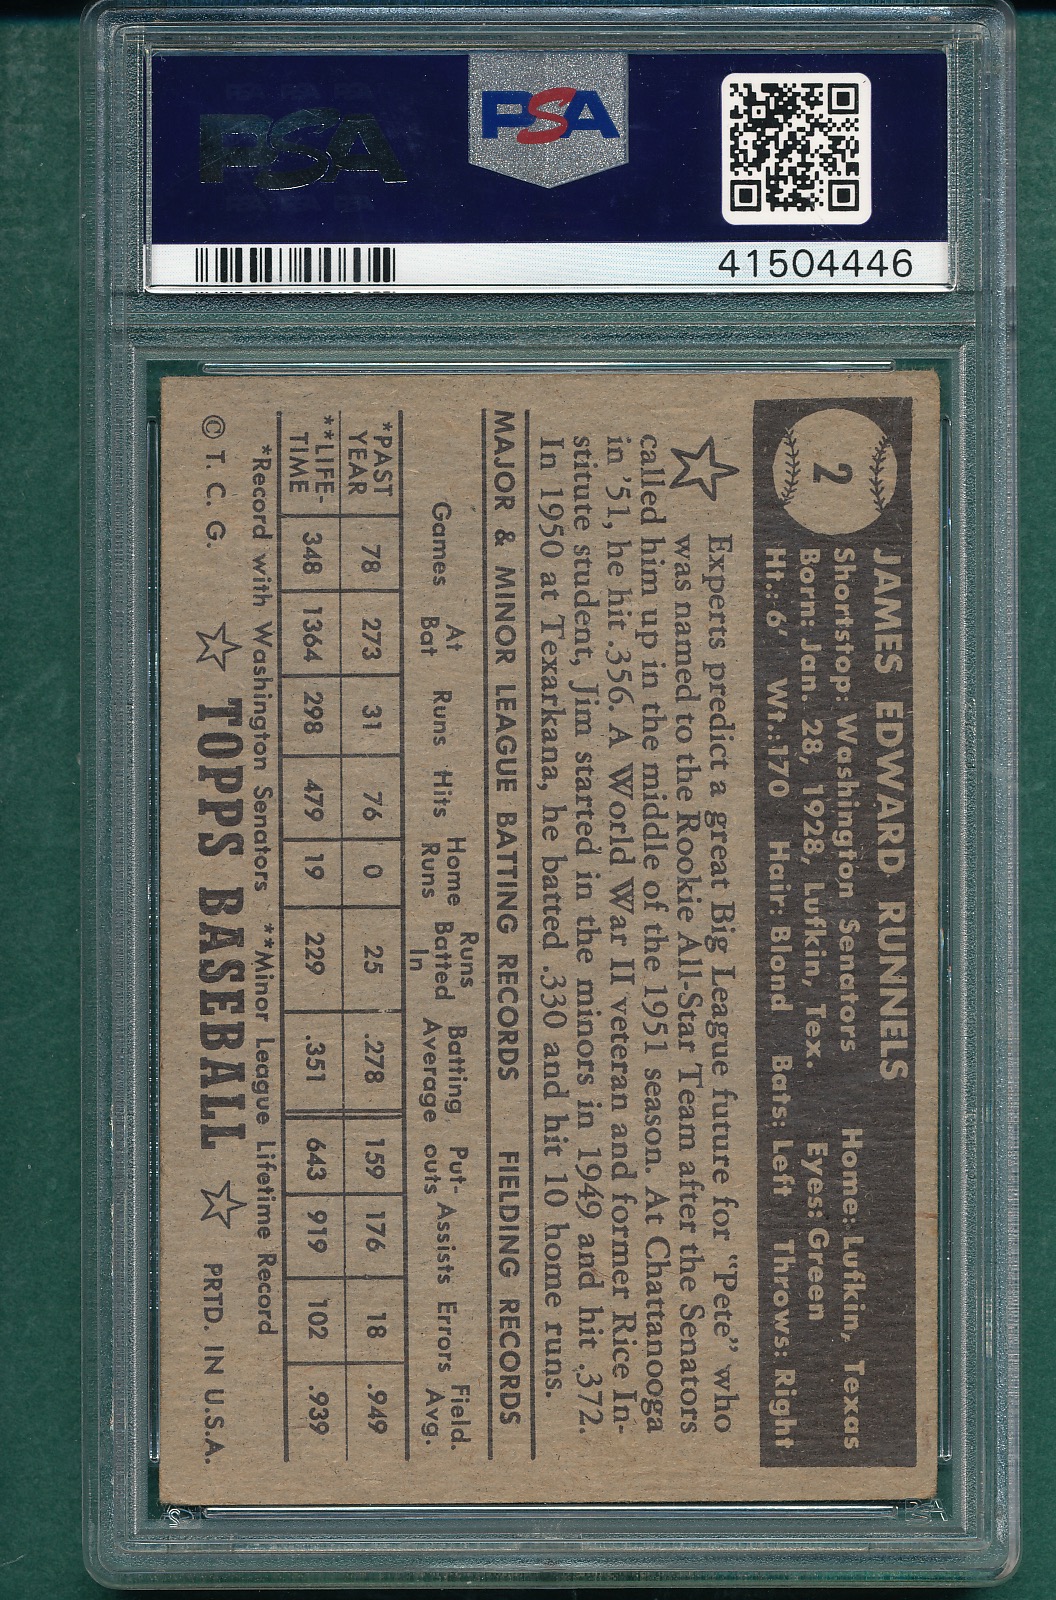 PSA
PSA
41504446
2
JAMES EDWARD RUNNELS
Shortstop: Washington Senators Home: Lufkin, Texas
Born: Jan. 28, 1928, Lufkin, Tex. Eyes: Green
Ht.: 6' Wt.: 170 Hair: Blond Bats: Left Throws: Right
Experts predict a great Big League future for "Pete" who
was named to the Rookie All-Star Team after the Senators
called him up in the middle of the 1951 season. At Chattanooga
in '51, he hit .356. A World War II veteran and former Rice In-
stitute student, Jim started in the minors in 1949 and hit .372.
In 1950 at Texarkana, he batted .330 and hit 10 home runs.
MAJOR & MINOR LEAGUE BATTING RECORDS FIELDING RECORDS
Games At Bat Runs Hits Home Runs Runs Batted In Batting Average Put-outs Assists Errors Field. Avg.
*PAST YEAR 78 273 31 76 0 25 .278 159 176 18 .949
**LIFE-TIME 348 1364 298 479 19 229 .351 643 919 102 .939
*Record with Washington Senators **Minor League Lifetime Record
© T. C. G. TOPPS BASEBALL PRTD. IN U.S.A.